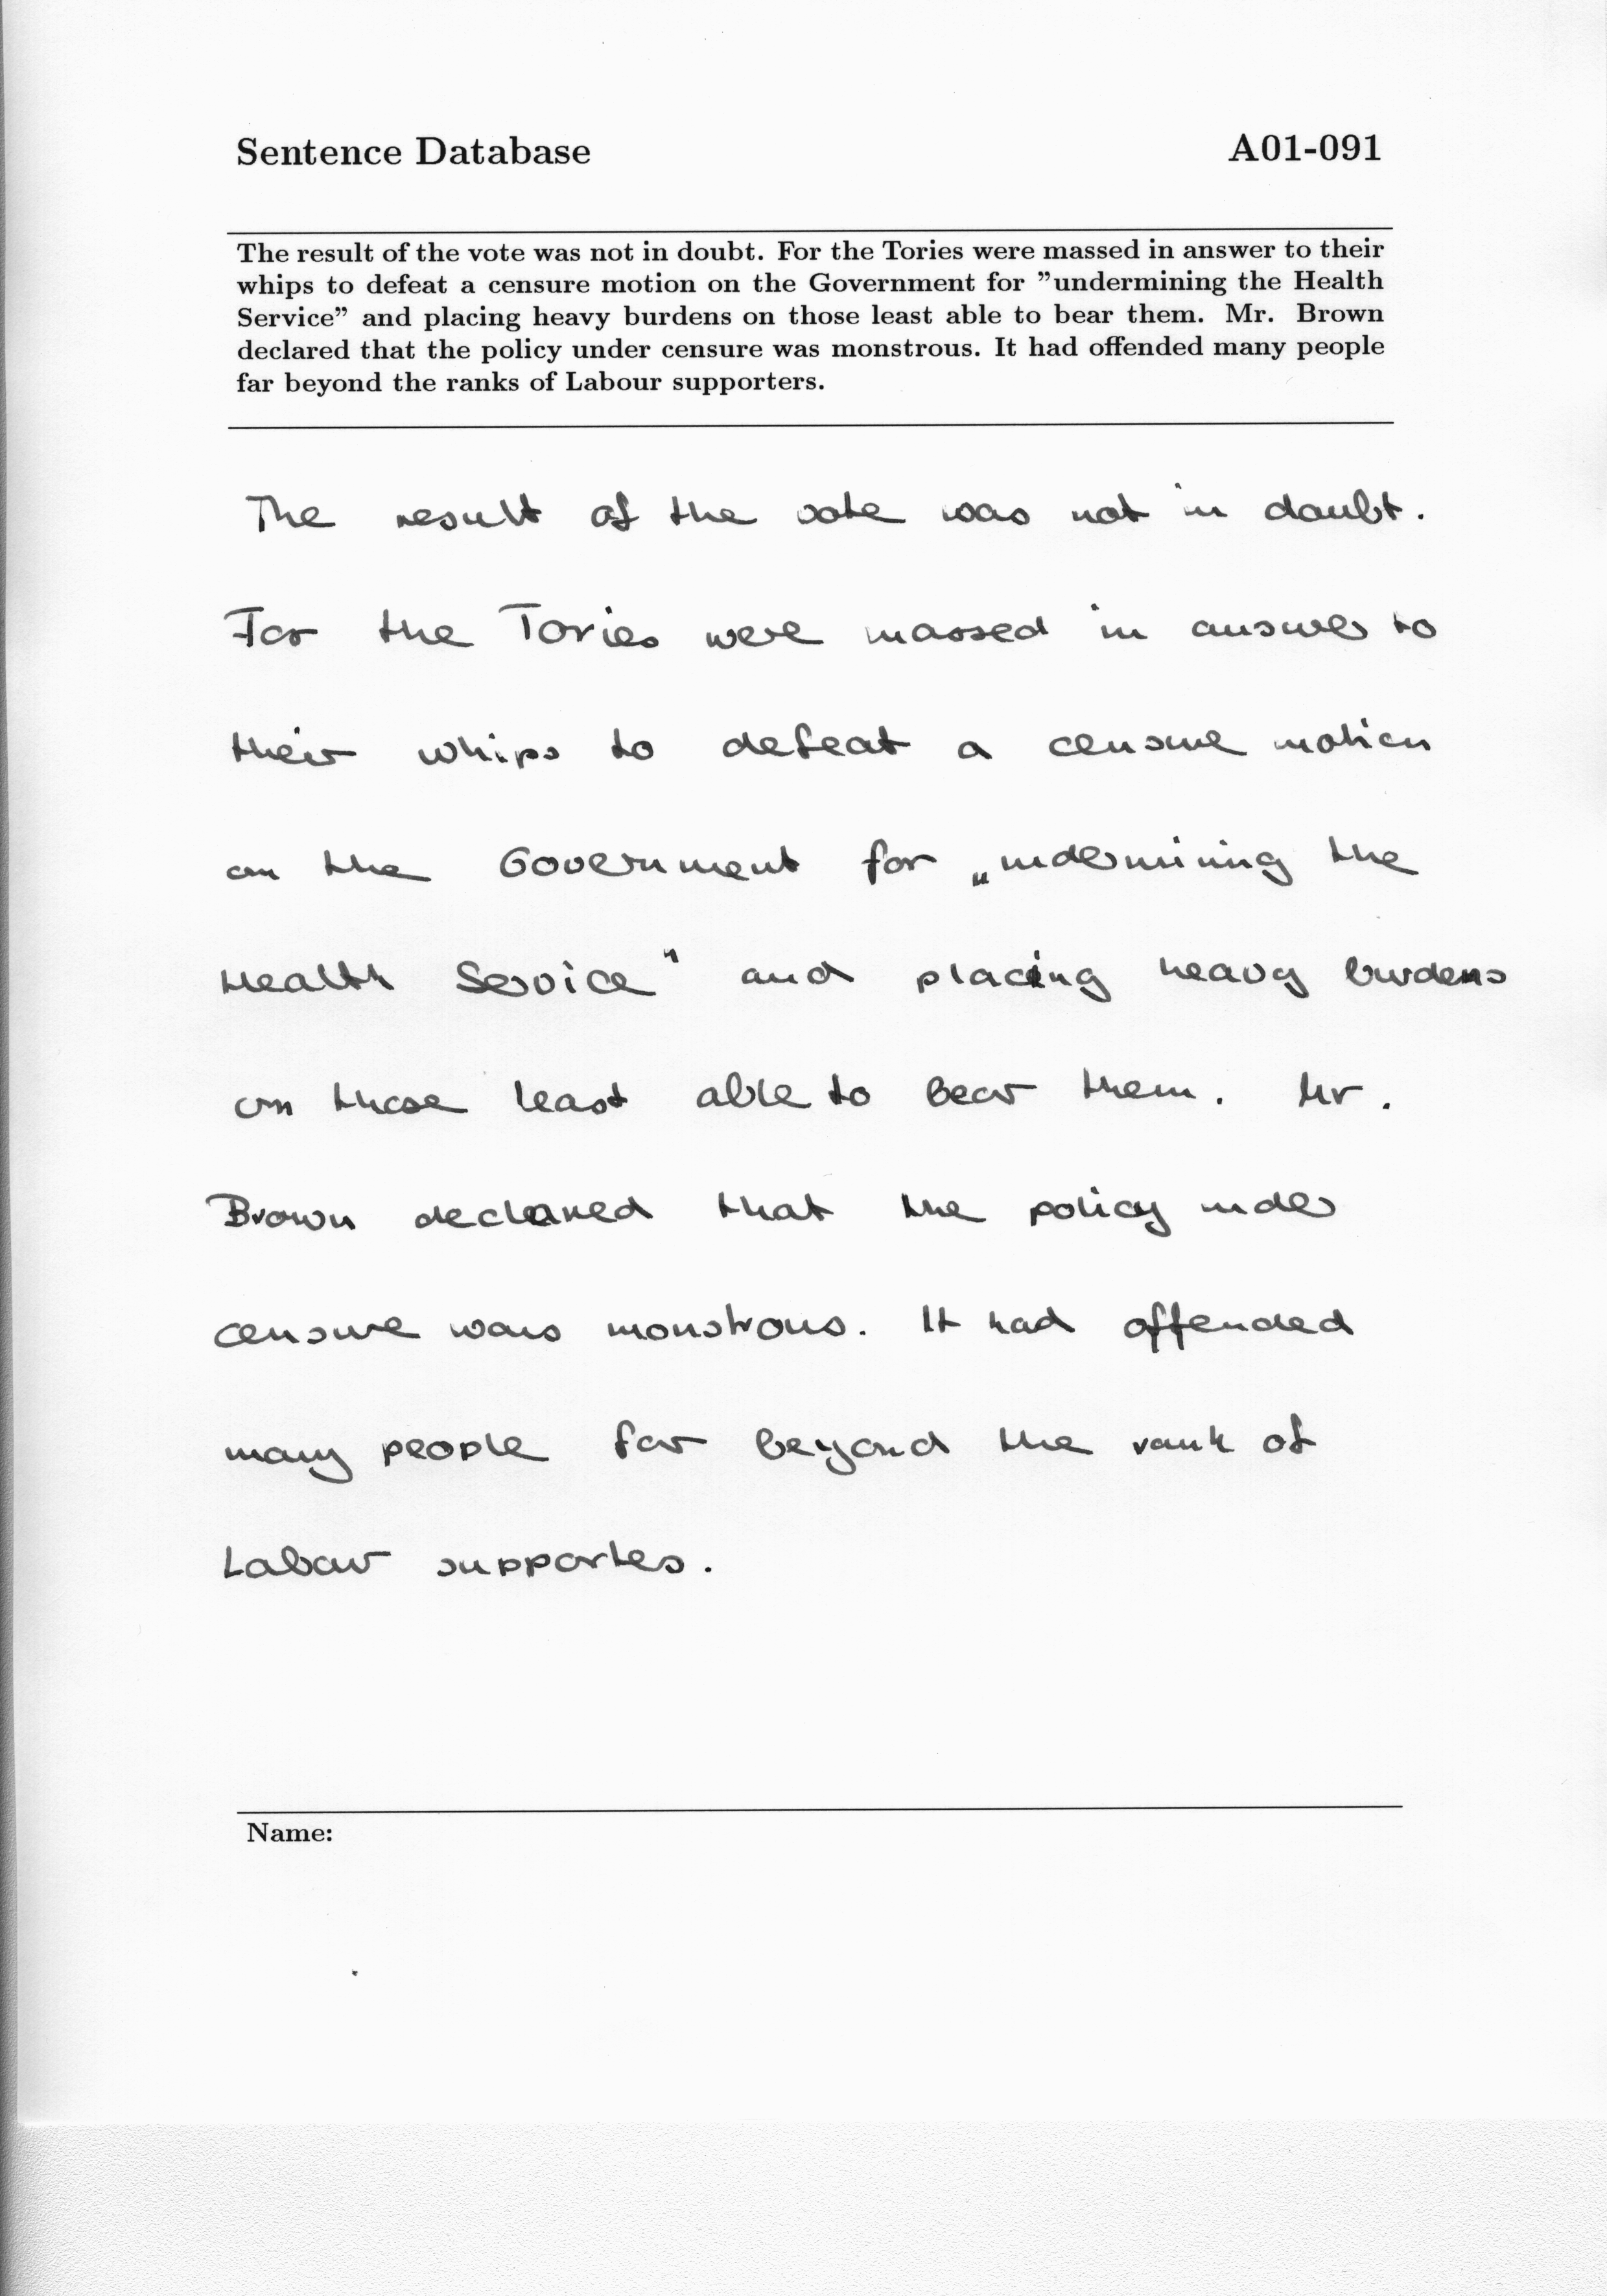 Sentence Database A01-091
The result of the vote was not in doubt. For the Tories were massed in answer to their
whips to defeat a censure motion on the Government for ”undermining the Health
Service” and placing heavy burdens on those least able to bear them. Mr. Brown
declared that the policy under censure was monstrous. It had offended many people
far beyond the ranks of Labour supporters.
The result of the vote was not in doubt.
For the Tories were massed in answer to
their whips to defeat a censure motion
on the Government for „undermining the
Health Service“ and placing heavy burdens
on those least able to bear them. Mr.
Brown declared that the policy under
censure was monstrous. It had offended
many people far beyond the rank of
Labour supporters.
Name: